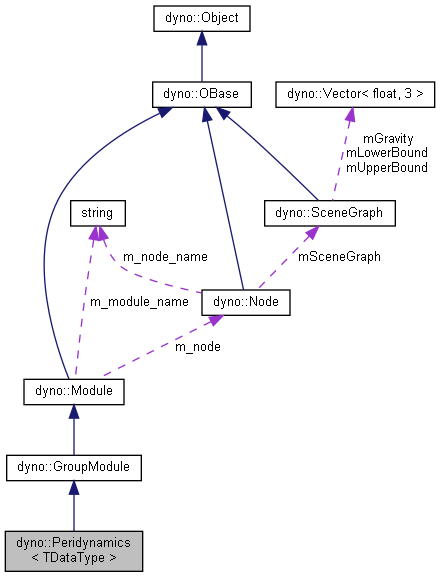 dyno::Object
dyno::OBase
dyno::Vector< float, 3 >
mGravity
mLowerBound
mUpperBound
string
dyno::SceneGraph
m_node_name
mSceneGraph
m_module_name
dyno::Node
m_node
dyno::Module
dyno::GroupModule
dyno::Peridynamics
< TDataType >